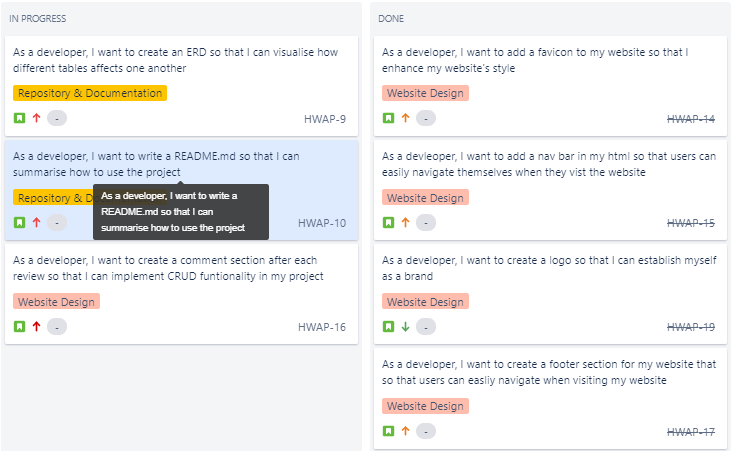 IN PROGRESS
As a developer, I want to create an ERD so that I can visualise how
different tables affects one another
Repository & Documentation
-
HWAP-9
As a developer, I want to write a README.md so that I can
summarise how to use the project
Repository & D
As a developer, I want to write a
README.md so that I can
summarise how to use the project
-
HWAP-10
As a developer, I want to create a comment section after each
review so that I can implement CRUD funtionality in my project
Website Design
-
HWAP-16
DONE
As a developer, I want to add a favicon to my website so that I
enhance my website's style
Website Design
-
HWAP-14
As a developer, I want to add a nav bar in my html so that users can
easily navigate themselves when they vist the website
Website Design
-
HWAP-15
As a developer, I want to create a logo so that I can establish myself
as a brand
Website Design
-
HWAP-19
As a developer, I want to create a footer section for my website that
so that users can easliy navigate when visiting my website
Website Design
-
HWAP-17